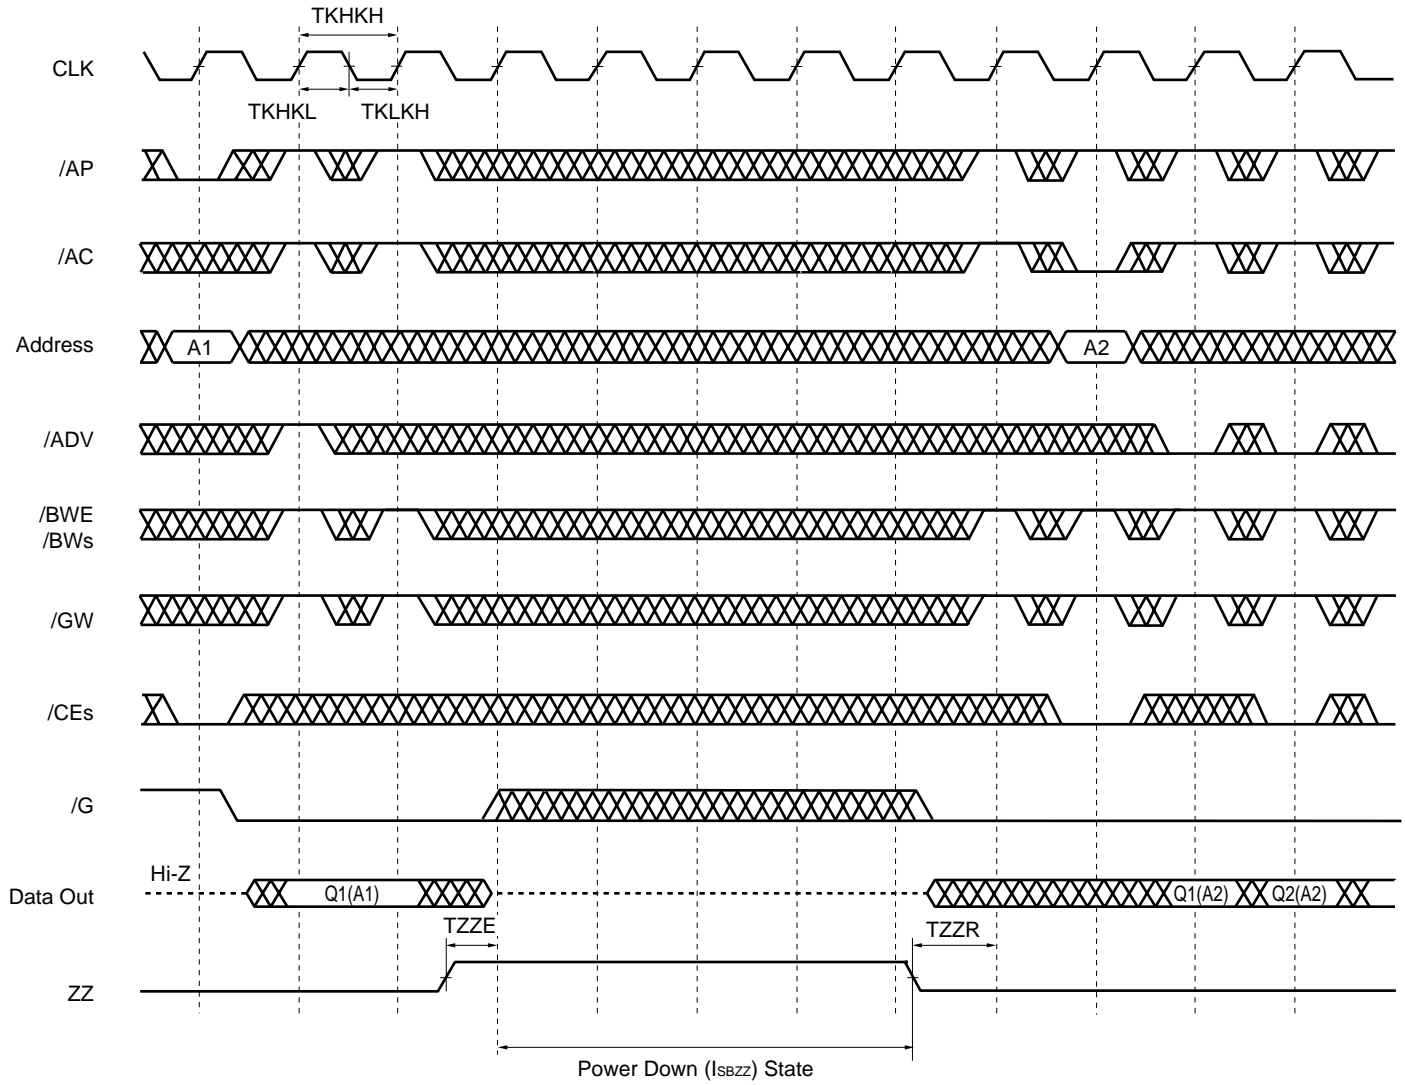 TKHKH
CLK
TKHKL
TKLKH
/AP
/AC
Address
A1
A2
/ADV
/BWE
/BWs
/GW
/CEs
/G
Hi-Z
Data Out
Q1(A1)
Q1(A2)
Q2(A2)
TZZE
TZZR
ZZ
Power Down (ISBZZ) State